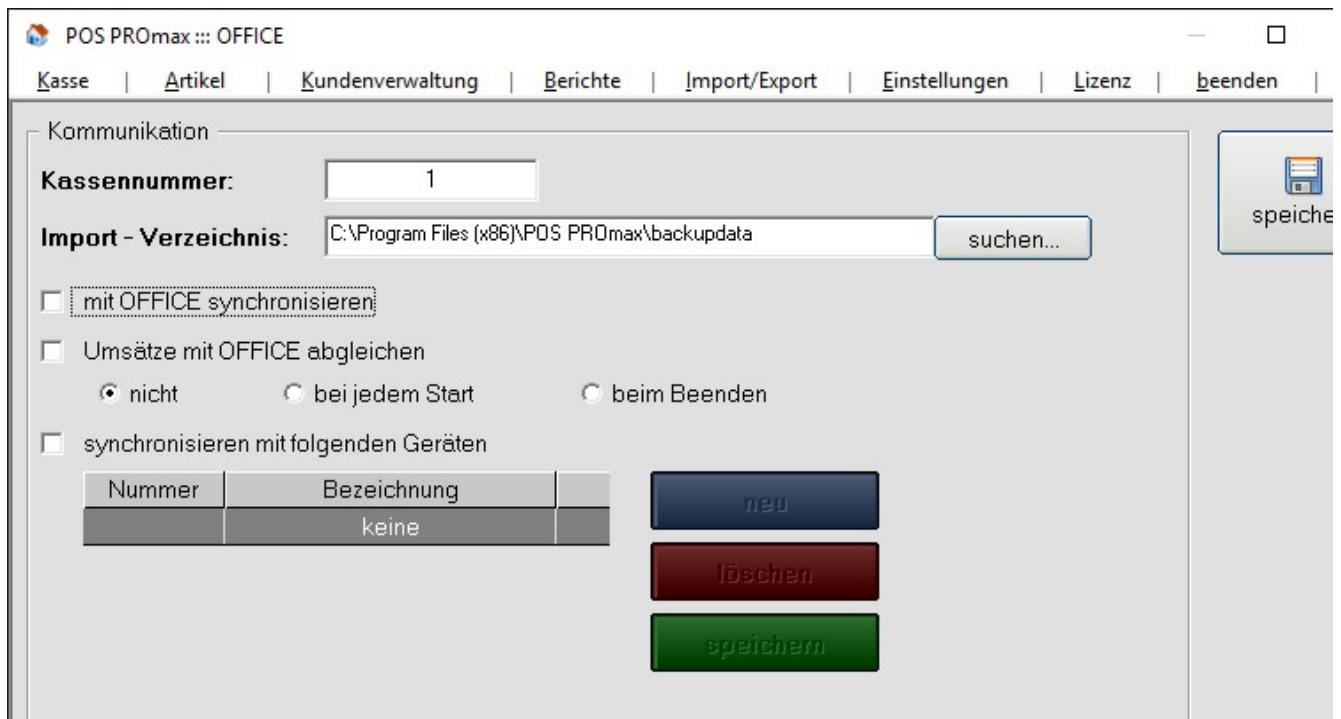 POS PROmax ::: OFFICE
Kasse | Artikel | Kundenverwaltung | Berichte | Import/Export | Einstellungen | Lizenz | beenden |
Kommunikation
Kassennummer: 1
Import - Verzeichnis: C:\Program Files (x86)\POS PROmax\backupdata suchen...
speiche
mit OFFICE synchronisieren
Umsätze mit OFFICE abgleichen
nicht bei jedem Start beim Beenden
synchronisieren mit folgenden Geräten
Nummer Bezeichnung
keine
neu
löschen
speichern